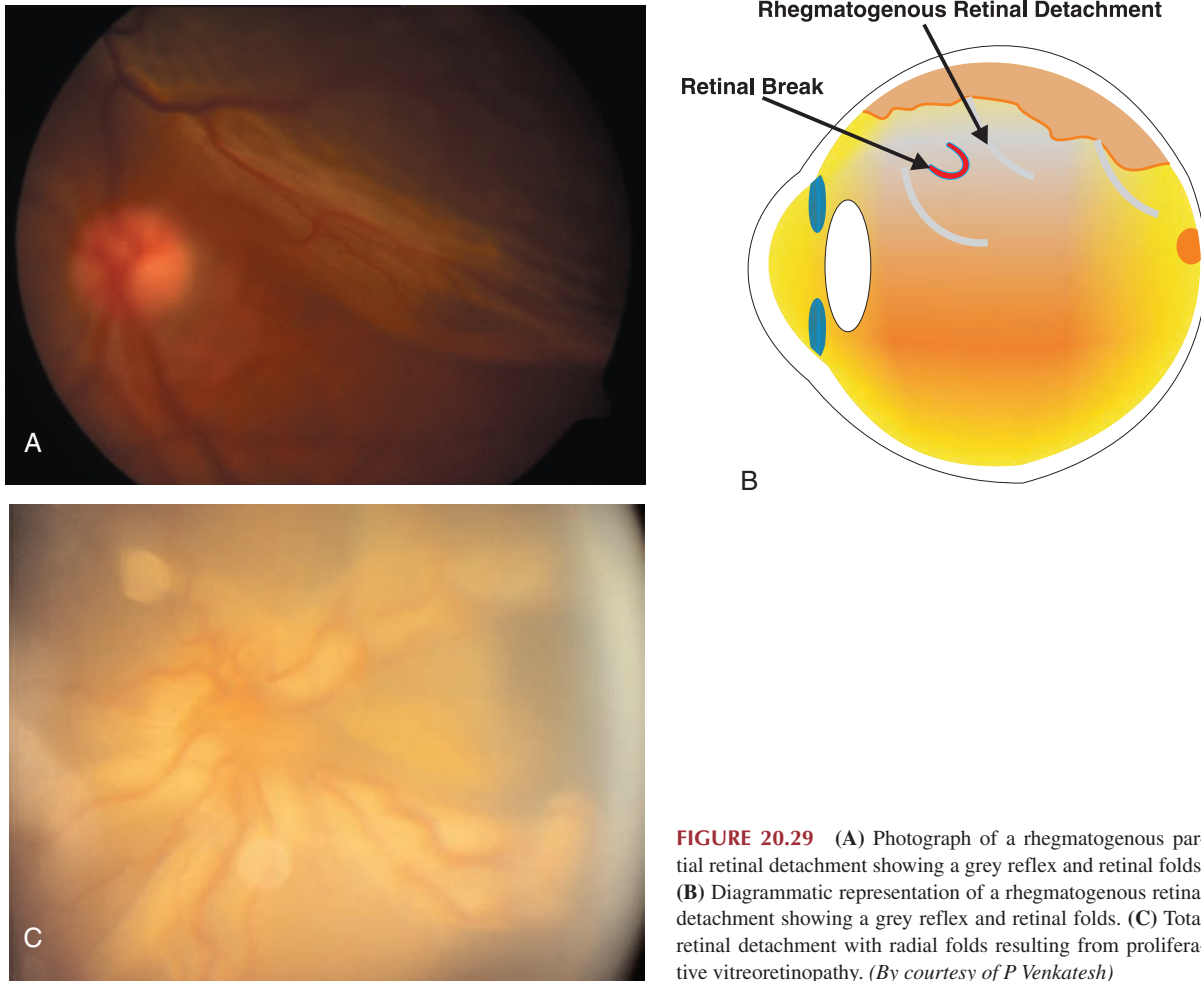 Rhegmatogenous Retinal Detachment
Retinal Break
A
B
C
FIGURE 20.29 (A) Photograph of a rhegmatogenous par-
tial retinal detachment showing a grey reflex and retinal folds
(B) Diagrammatic representation of a rhegmatogenous retina
detachment showing a grey reflex and retinal folds. (C) Tota
retinal detachment with radial folds resulting from prolifera-
tive vitreoretinopathy. (By courtesy of P Venkatesh)